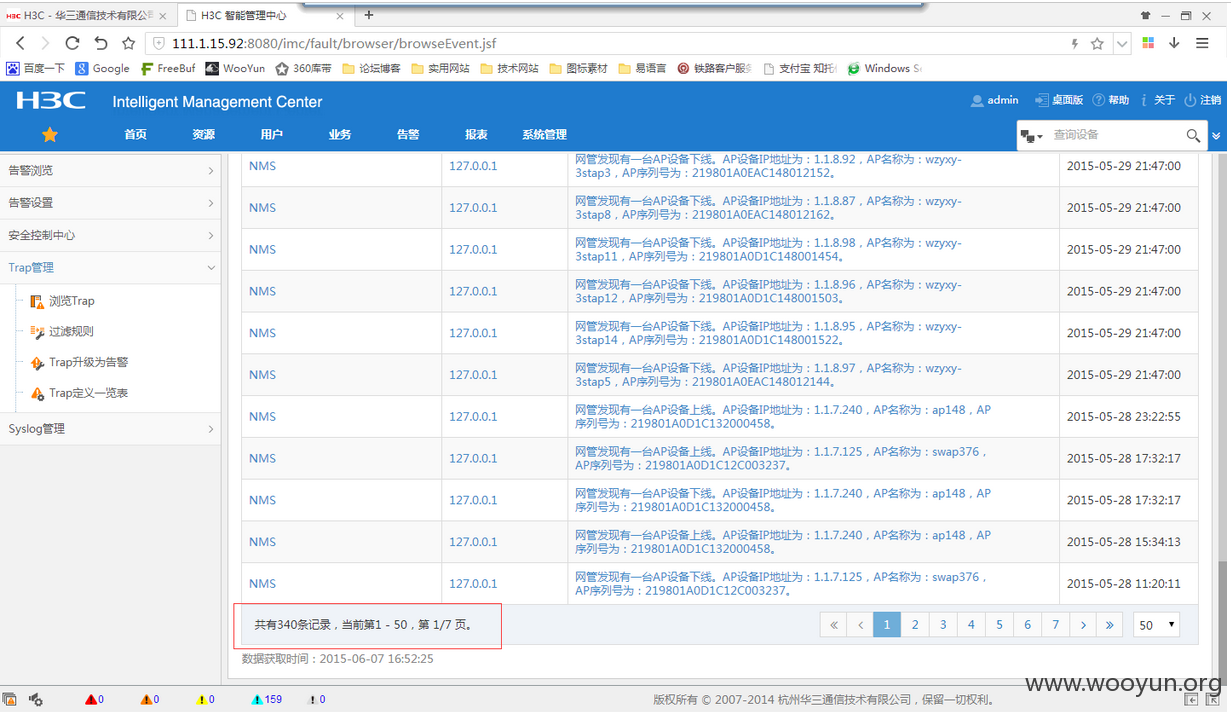 H3C H3C - 华三通信技术有限公
H3C 智能管理中心
111.1.15.92:8080/imc/fault/browser/browseEvent.jsf
百度一下 Google FreeBuf WooYun 360库带 论坛博客 实用网站 技术网站 图标素材 易语言 铁路客户服 支付宝 知托 Windows S
H3C Intelligent Management Center
admin 桌面版 帮助 关于 注销
首页 资源 用户 业务 告警 报表 系统管理
查询设备
告警浏览
告警设置
安全控制中心
Trap管理
浏览Trap
过滤规则
Trap升级为告警
Trap定义一览表
Syslog管理
NMS 127.0.0.1 网管发现有一台AP设备下线。AP设备IP地址为：1.1.8.92，AP名称为：wzyxy-
3stap3，AP序列号为：219801A0EAC148012152。 2015-05-29 21:47:00
NMS 127.0.0.1 网管发现有一台AP设备下线。AP设备IP地址为：1.1.8.87，AP名称为：wzyxy-
3stap8，AP序列号为：219801A0EAC148012162。 2015-05-29 21:47:00
NMS 127.0.0.1 网管发现有一台AP设备下线。AP设备IP地址为：1.1.8.98，AP名称为：wzyxy-
3stap11，AP序列号为：219801A0D1C148001454。 2015-05-29 21:47:00
NMS 127.0.0.1 网管发现有一台AP设备下线。AP设备IP地址为：1.1.8.96，AP名称为：wzyxy-
3stap12，AP序列号为：219801A0D1C148001503。 2015-05-29 21:47:00
NMS 127.0.0.1 网管发现有一台AP设备下线。AP设备IP地址为：1.1.8.95，AP名称为：wzyxy-
3stap14，AP序列号为：219801A0D1C148001522。 2015-05-29 21:47:00
NMS 127.0.0.1 网管发现有一台AP设备下线。AP设备IP地址为：1.1.8.97，AP名称为：wzyxy-
3stap5，AP序列号为：219801A0EAC148012144。 2015-05-29 21:47:00
NMS 127.0.0.1 网管发现有一台AP设备上线。AP设备IP地址为：1.1.7.240，AP名称为：ap148，AP
序列号为：219801A0D1C132000458。 2015-05-28 23:22:55
NMS 127.0.0.1 网管发现有一台AP设备上线。AP设备IP地址为：1.1.7.125，AP名称为：swap376，
AP序列号为：219801A0D1C12C003237。 2015-05-28 17:32:17
NMS 127.0.0.1 网管发现有一台AP设备下线。AP设备IP地址为：1.1.7.240，AP名称为：ap148，AP
序列号为：219801A0D1C132000458。 2015-05-28 17:32:17
NMS 127.0.0.1 网管发现有一台AP设备上线。AP设备IP地址为：1.1.7.240，AP名称为：ap148，AP
序列号为：219801A0D1C132000458。 2015-05-28 15:34:13
NMS 127.0.0.1 网管发现有一台AP设备下线。AP设备IP地址为：1.1.7.125，AP名称为：swap376，
AP序列号为：219801A0D1C12C003237。 2015-05-28 11:20:11
共有340条记录，当前第1 - 50，第 1/7 页。 « ‹ 1 2 3 4 5 6 7 › » 50
数据获取时间：2015-06-07 16:52:25
0 0 0 159 0 版权所有 © 2007-2014 杭州华三通信技术有限公司，保留一切权利。
www.wooyun.org